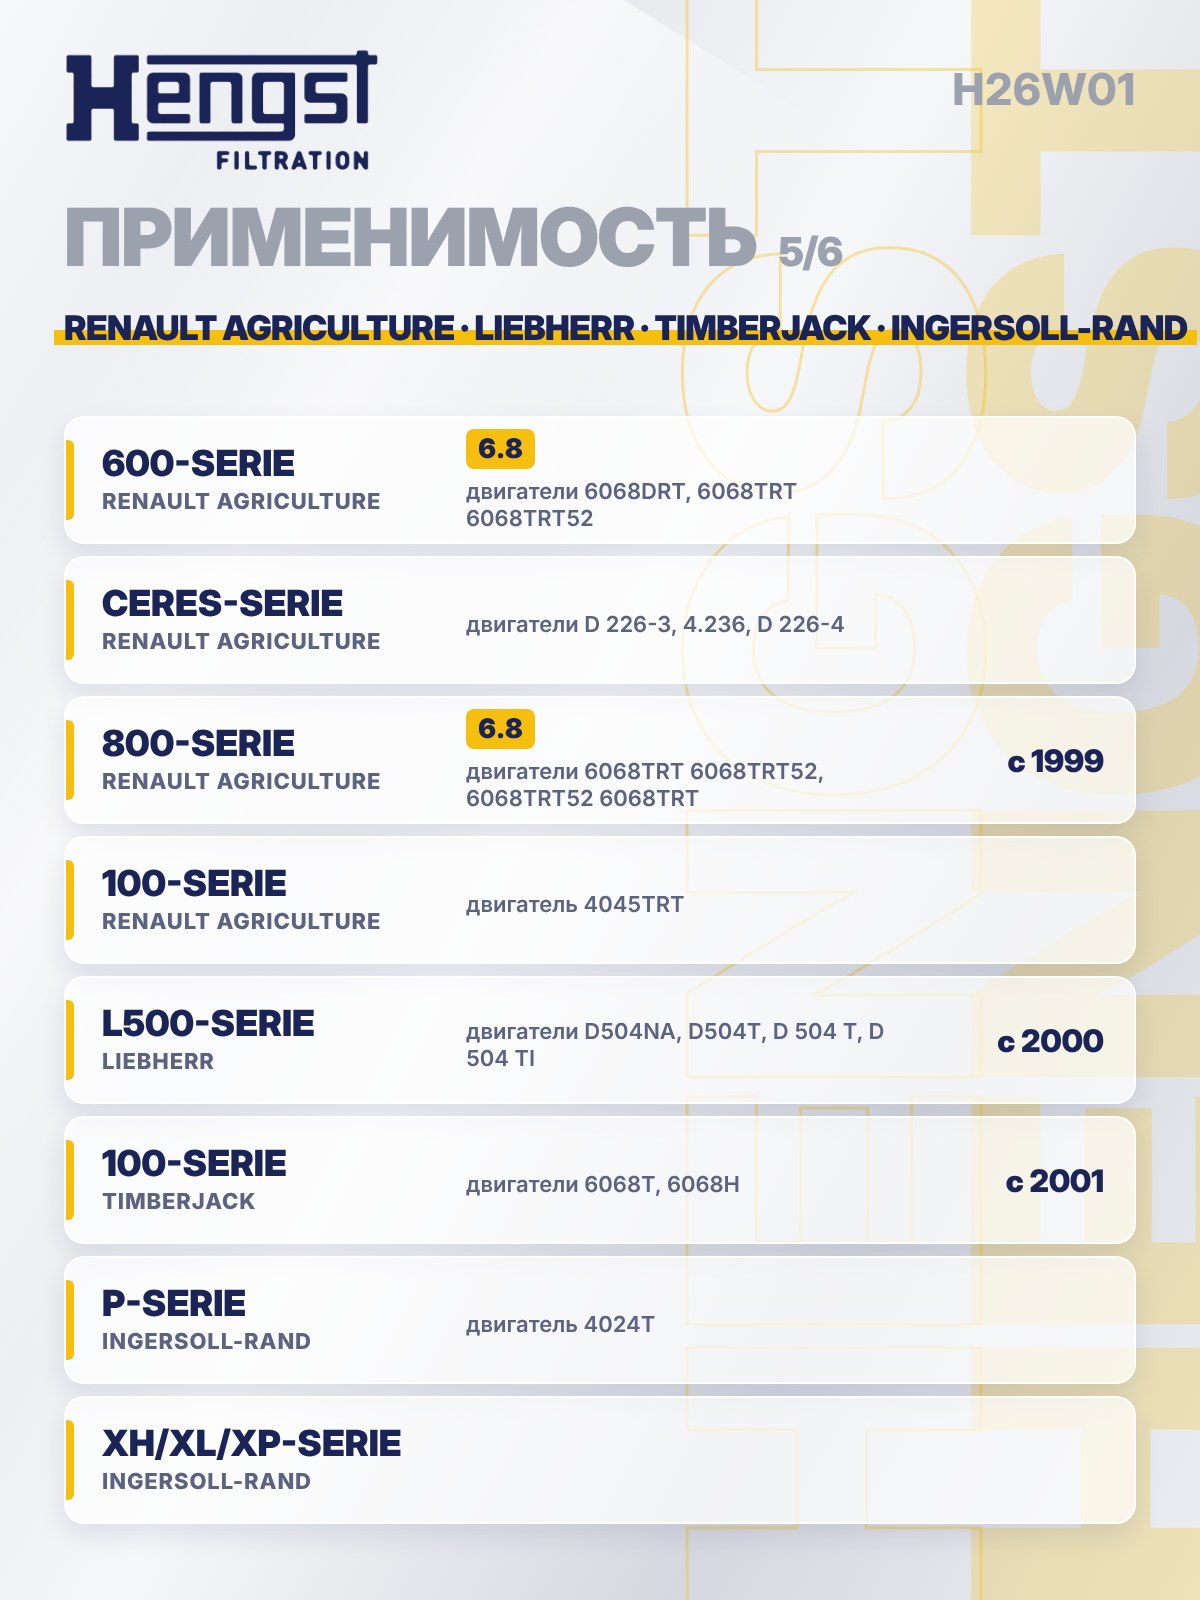 Hengst
FILTRATION
H26W01
ПРИМЕНИМОСТЬ 5/6
RENAULT AGRICULTURE · LIEBHERR · TIMBERJACK · INGERSOLL-RAND
600-SERIE
RENAULT AGRICULTURE
6.8
двигатели 6068DRT, 6068TRT
6068TRT52
CERES-SERIE
RENAULT AGRICULTURE
двигатели D 226-3, 4.236, D 226-4
800-SERIE
RENAULT AGRICULTURE
6.8
двигатели 6068TRT 6068TRT52,
6068TRT52 6068TRT
с 1999
100-SERIE
RENAULT AGRICULTURE
двигатель 4045TRT
L500-SERIE
LIEBHERR
двигатели D504NA, D504T, D 504 T, D
504 TI
с 2000
100-SERIE
TIMBERJACK
двигатели 6068T, 6068H
с 2001
P-SERIE
INGERSOLL-RAND
двигатель 4024T
XH/XL/XP-SERIE
INGERSOLL-RAND
HENGST
HENGST